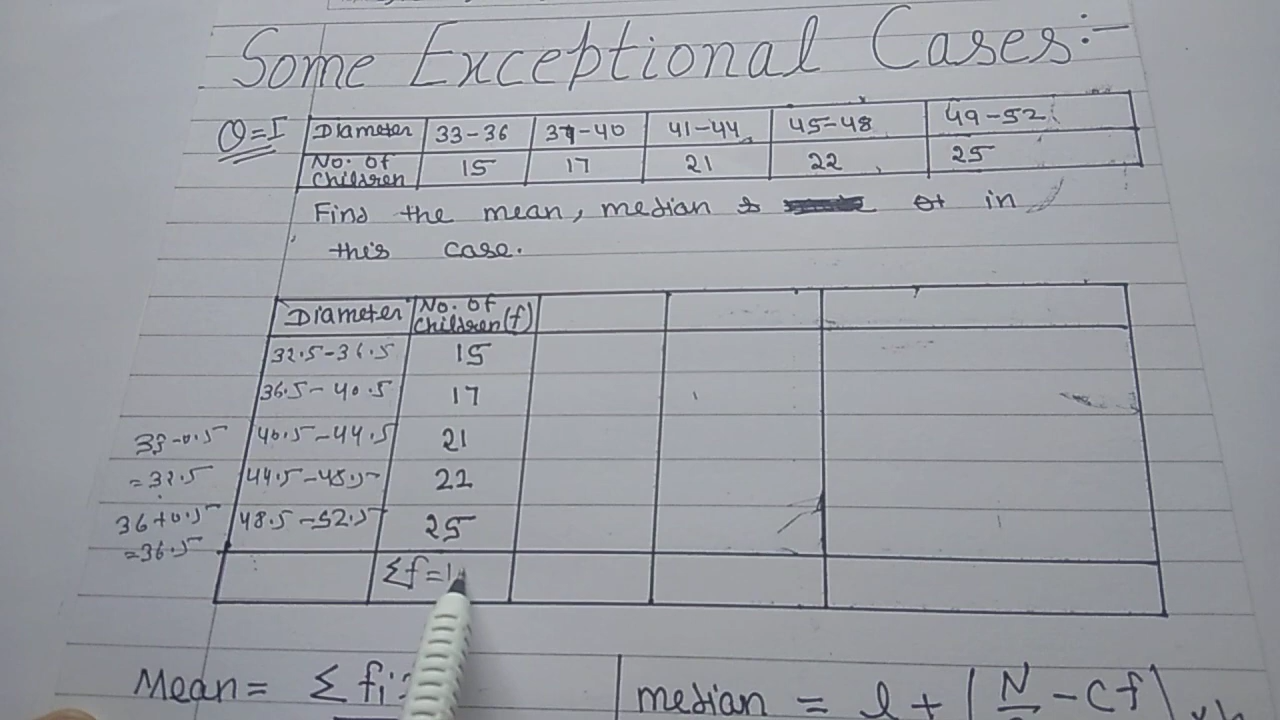 Some Exceptional Cases:-
Q=I
Diameter 33-36 37-40 41-44 45-48 49-52
No. of Children 15 17 21 22 25
Find the mean, median & of in
this case.
Diameter No. of Children(f)
32.5-36.5 15
36.5-40.5 17
33-0.5 40.5-44.5 21
=32.5 44.5-48.5 22
36+0.5 48.5-52.5 25
=36.5
Σf=1
Mean= Σfi
median = l + (N - Cf) xh